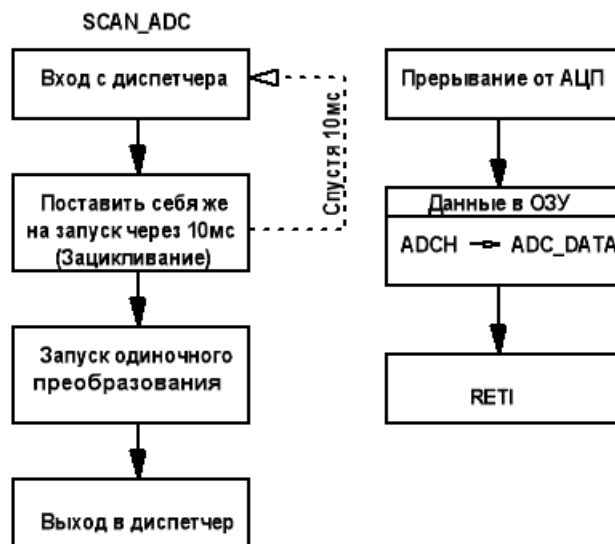 SCAN_ADC
Вход с диспетчера
Спустя 10мс
Поставить себя же
на запуск через 10мс
(Зацикливание)
Запуск одиночного
преобразования
Выход в диспетчер
Прерывание от АЦП
Данные в ОЗУ
ADCH ADC_DATA
RETI